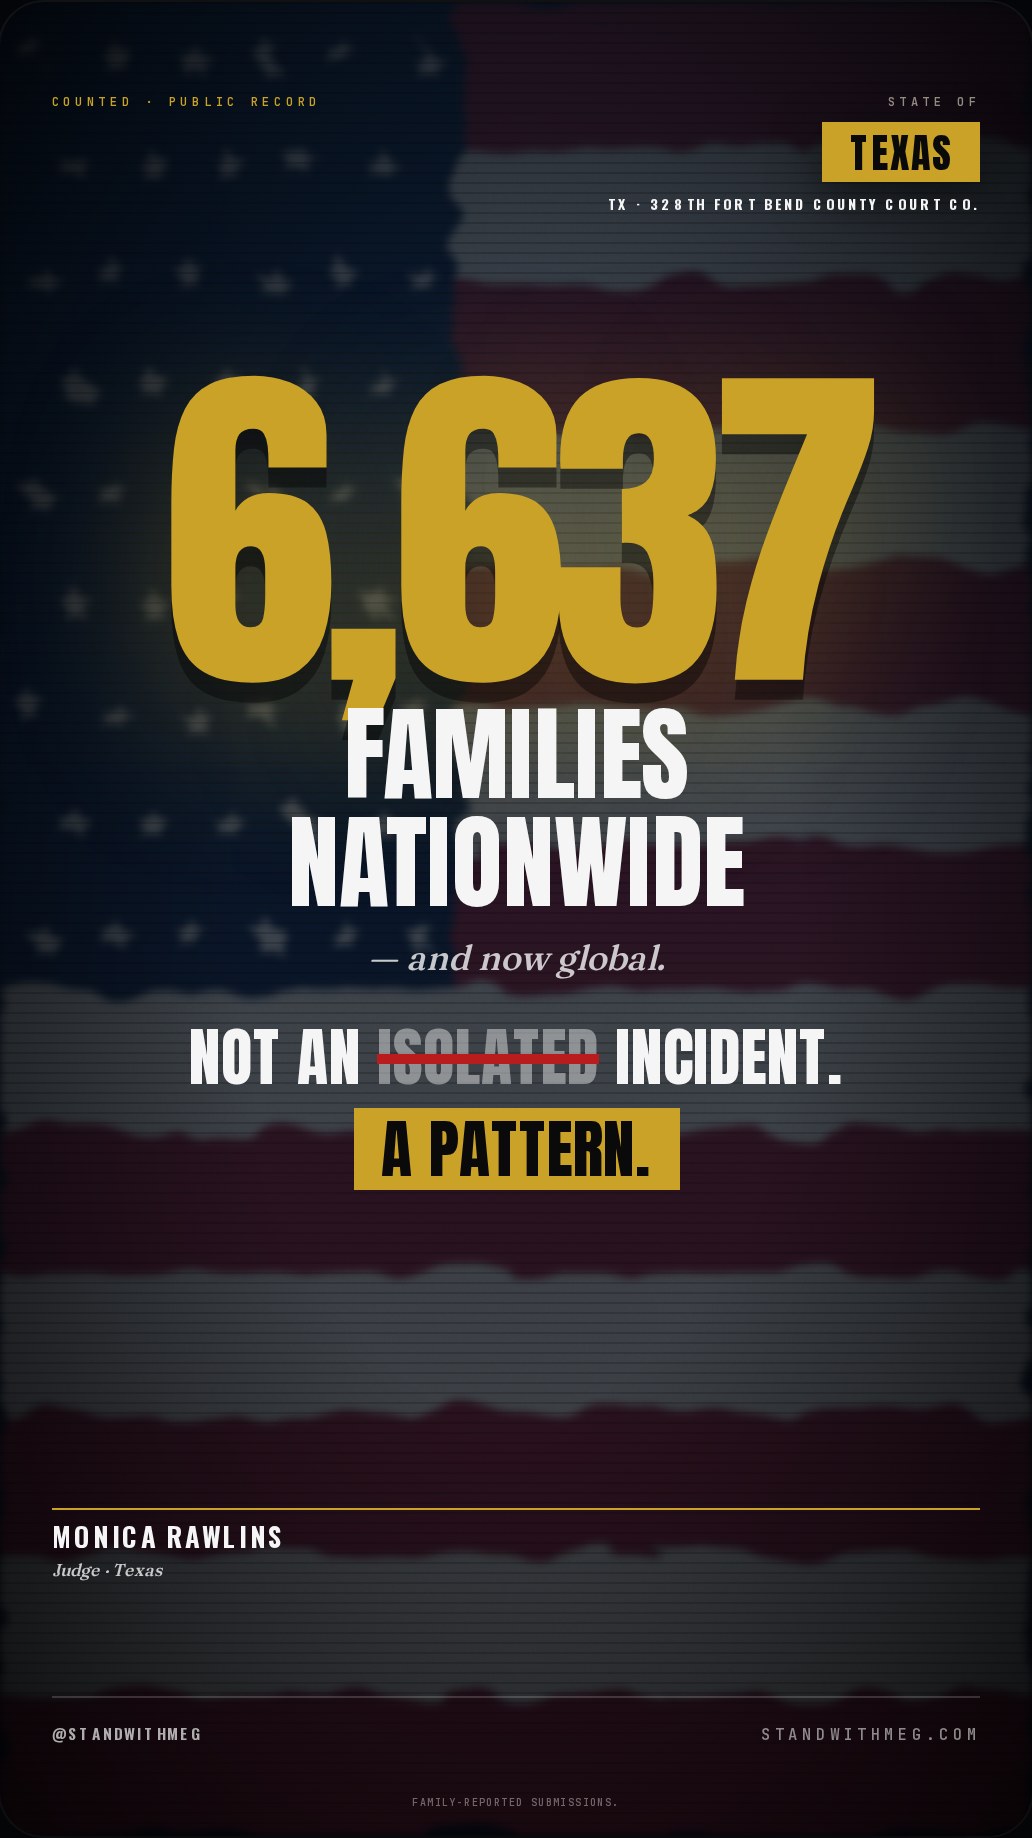 COUNTED · PUBLIC RECORD
STATE OF
TEXAS
TX · 328TH FORT BEND COUNTY COURT CO.
6,637
FAMILIES
NATIONWIDE
— and now global.
NOT AN ISOLATED INCIDENT.
A PATTERN.
MONICA RAWLINS
Judge · Texas
@STANDWITHMEG
STANDWITHMEG.COM
FAMILY-REPORTED SUBMISSIONS.